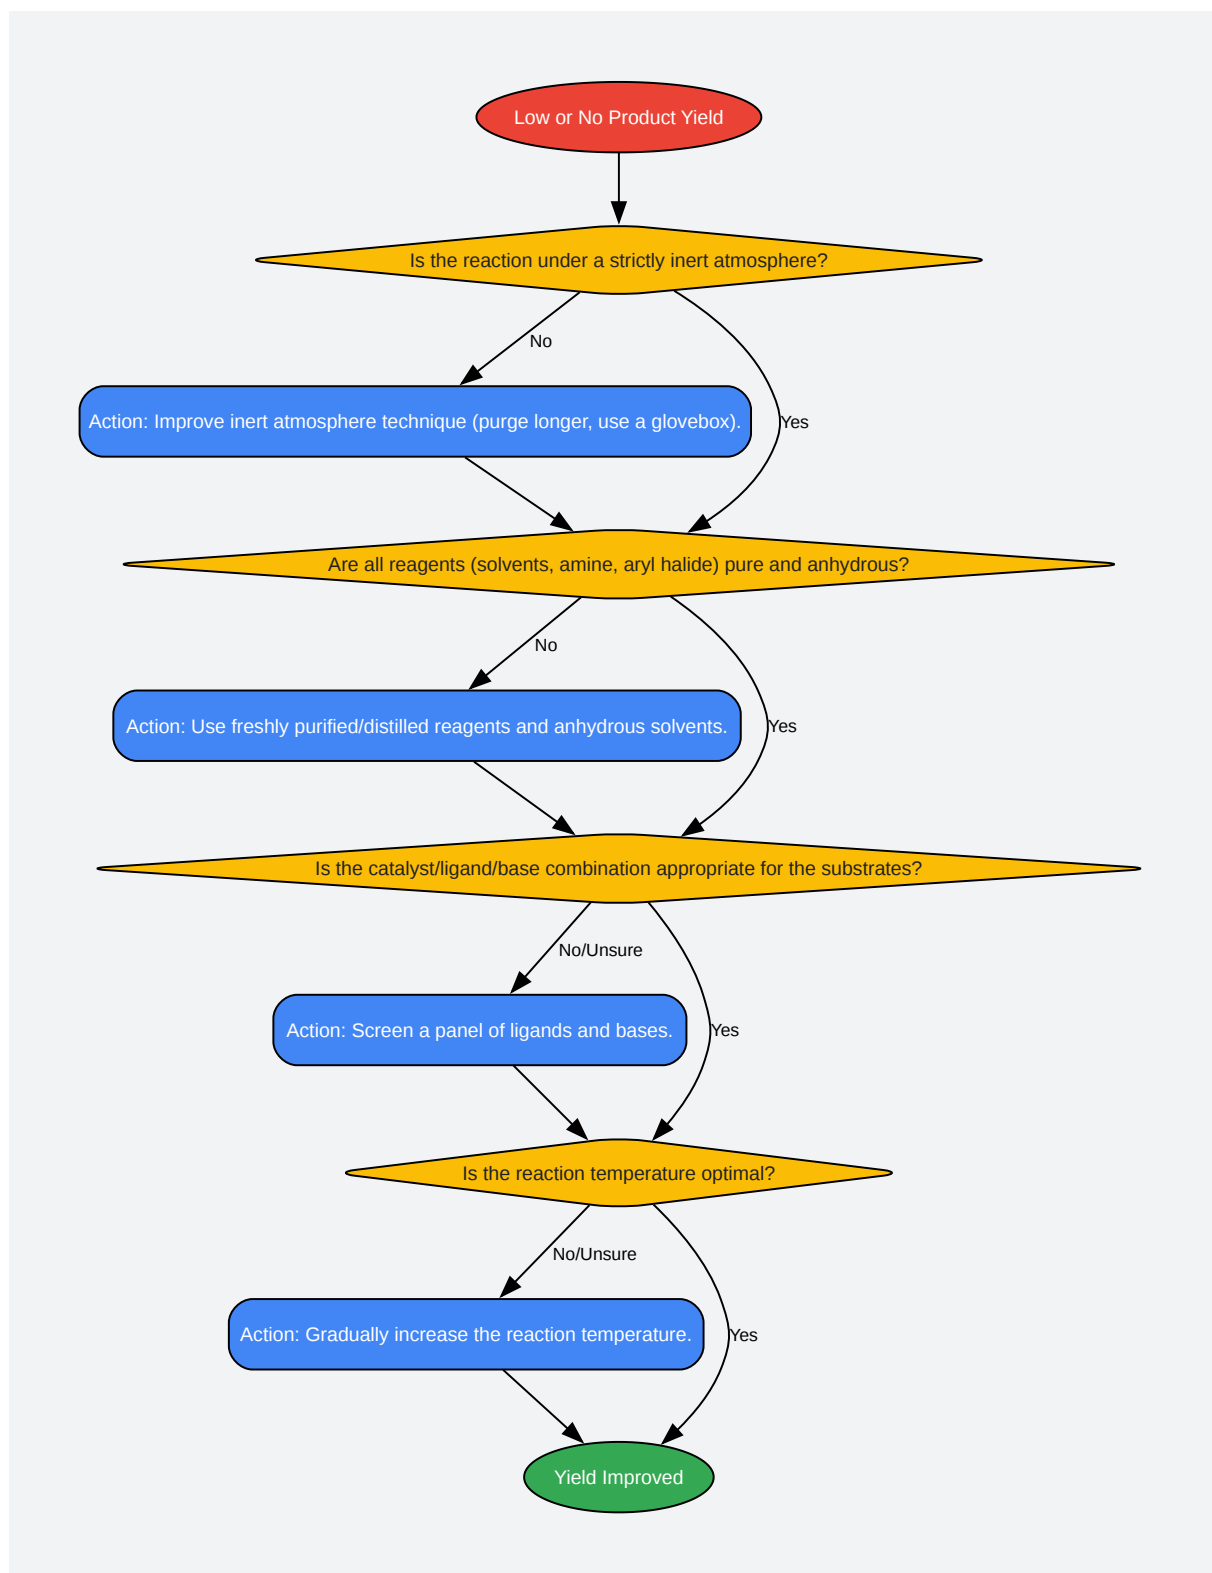 Low or No Product Yield
Is the reaction under a strictly inert atmosphere?
No
Action: Improve inert atmosphere technique (purge longer, use a glovebox).
Yes
Are all reagents (solvents, amine, aryl halide) pure and anhydrous?
No
Action: Use freshly purified/distilled reagents and anhydrous solvents.
Yes
Is the catalyst/ligand/base combination appropriate for the substrates?
No/Unsure
Action: Screen a panel of ligands and bases.
Yes
Is the reaction temperature optimal?
No/Unsure
Action: Gradually increase the reaction temperature.
Yes
Yield Improved